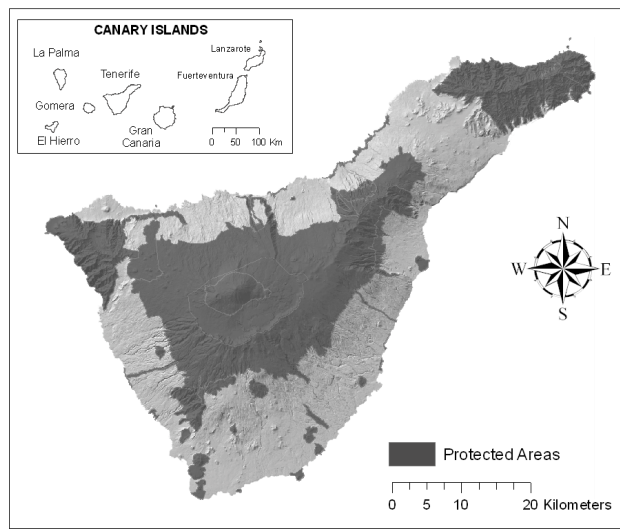 CANARY ISLANDS
La Palma
Lanzarote
Tenerife
Fuerteventura
Gomera
El Hierro
Gran
Canaria
0 50 100 Km
N
W E
S
Protected Areas
0 5 10 20 Kilometers